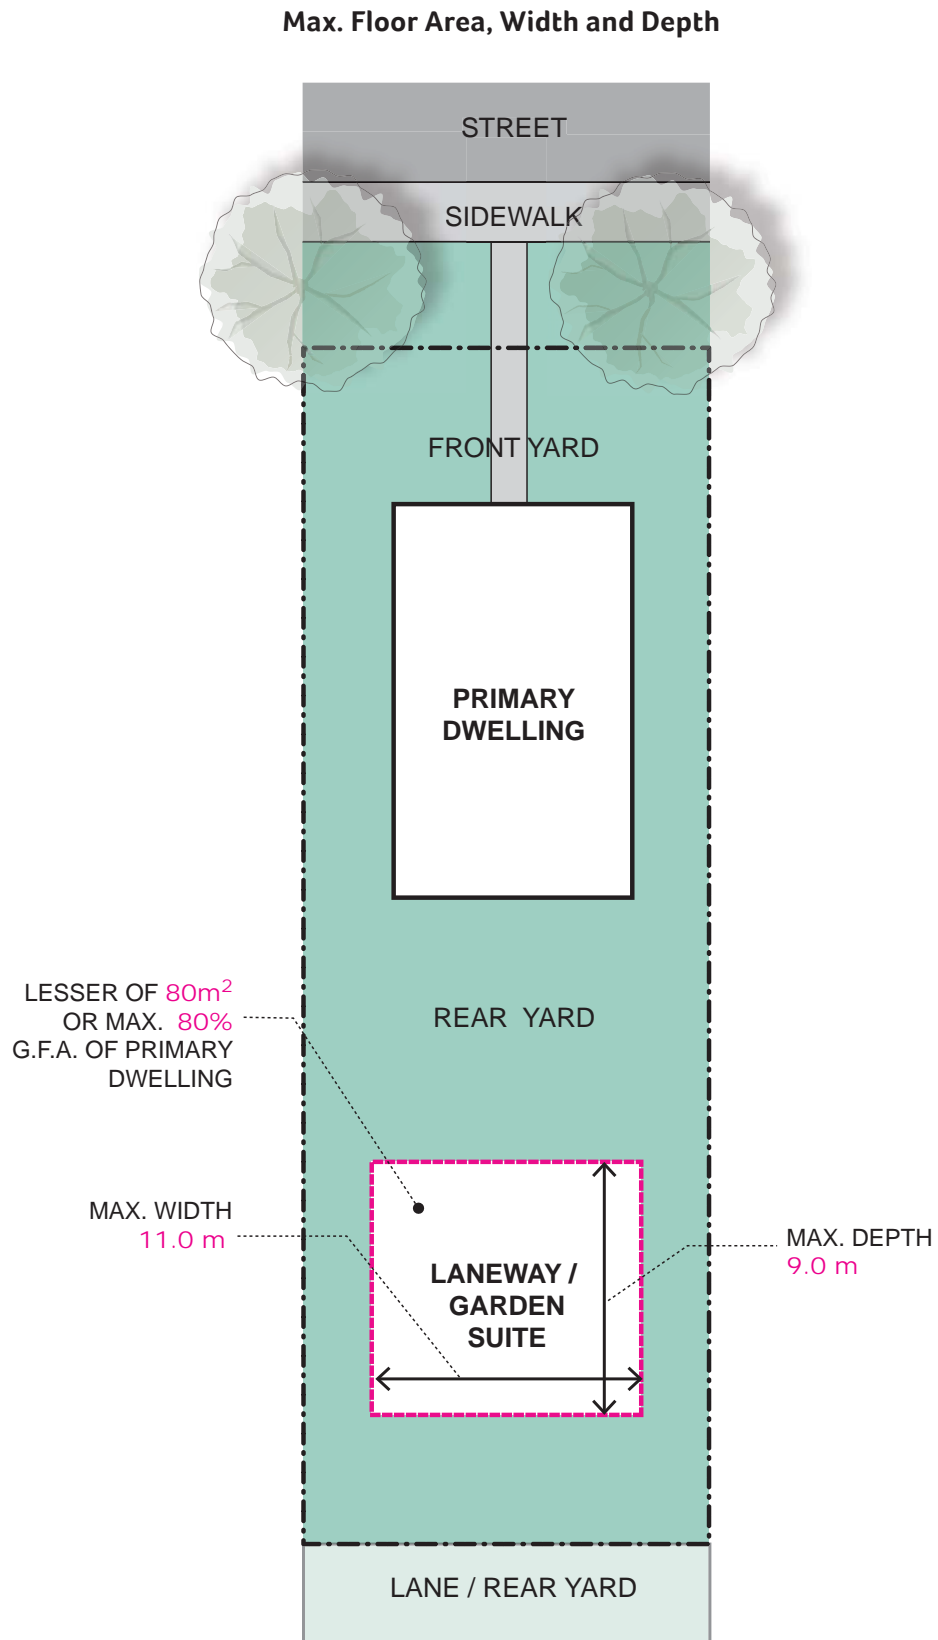 Max. Floor Area, Width and Depth
STREET
SIDEWALK
FRONT YARD
PRIMARY
DWELLING
LESSER OF 80m²
OR MAX. 80%
G.F.A. OF PRIMARY
DWELLING
REAR YARD
MAX. WIDTH
11.0 m
MAX. DEPTH
9.0 m
LANEWAY /
GARDEN
SUITE
LANE / REAR YARD